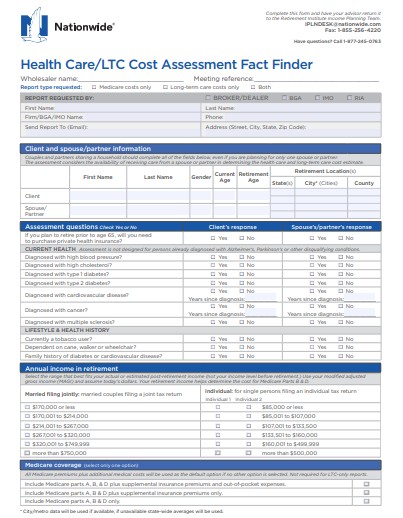 Complete this form and have your advisor return it
to the Retirement Institute Income Planning Team.
IPLNDESK@nationwide.com
Fax: 1-855-256-4220
Have questions? Call 1-877-245-0763
Nationwide®
Health Care/LTC Cost Assessment Fact Finder
Wholesaler name: Meeting reference:
Report type requested: ☐ Medicare costs only ☐ Long-term care costs only ☐ Both
REPORT REQUESTED BY: ☐ BROKER/DEALER ☐ BGA ☐ IMO ☐ RIA
First Name: Last Name:
Firm/BGA/IMO Name: Phone:
Send Report To (Email): Address (Street, City, State, Zip Code):
Client and spouse/partner information
Couples and partners sharing a household should complete all of the fields below, even if you are planning for only one spouse or partner.
The assessment considers the availability of receiving care from a spouse or partner in determining the health care and long-term care cost estimate.
First Name Last Name Gender Current Age Retirement Age Retirement Location(s)
State(s) City* (Cities) County
Client
Spouse/
Partner
Assessment questions Check Yes or No Client's response Spouse's/partner's response
If you plan to retire prior to age 65, will you need
to purchase private health insurance? ☐ Yes ☐ No ☐ Yes ☐ No
CURRENT HEALTH Assessment is not designed for persons already diagnosed with Alzheimer's, Parkinson's or other disqualifying conditions.
Diagnosed with high blood pressure? ☐ Yes ☐ No ☐ Yes ☐ No
Diagnosed with high cholesterol? ☐ Yes ☐ No ☐ Yes ☐ No
Diagnosed with type 1 diabetes? ☐ Yes ☐ No ☐ Yes ☐ No
Diagnosed with type 2 diabetes? ☐ Yes ☐ No ☐ Yes ☐ No
Diagnosed with cardiovascular disease? ☐ Yes ☐ No ☐ Yes ☐ No
Years since diagnosis: Years since diagnosis:
Diagnosed with cancer? ☐ Yes ☐ No ☐ Yes ☐ No
Years since diagnosis: Years since diagnosis:
Diagnosed with multiple sclerosis? ☐ Yes ☐ No ☐ Yes ☐ No
LIFESTYLE & HEALTH HISTORY
Currently a tobacco user? ☐ Yes ☐ No ☐ Yes ☐ No
Dependent on cane, walker or wheelchair? ☐ Yes ☐ No ☐ Yes ☐ No
Family history of diabetes or cardiovascular disease? ☐ Yes ☐ No ☐ Yes ☐ No
Annual income in retirement
Select the range that best fits your actual or estimated post-retirement income (not your income level before retirement.) Use your modified adjusted
gross income (MAGI) and assume today's dollars. Your retirement income helps determine the cost for Medicare Parts B & D.
Married filing jointly: married couples filing a joint tax return Individual: for single persons filing an individual tax return
Individual 1 Individual 2
☐ $170,000 or less ☐ ☐ $85,000 or less
☐ $170,001 to $214,000 ☐ ☐ $85,001 to $107,000
☐ $214,001 to $267,000 ☐ ☐ $107,001 to $133,500
☐ $267,001 to $320,000 ☐ ☐ $133,501 to $160,000
☐ $320,001 to $749,999 ☐ ☐ $160,001 to $499,999
☐ more than $750,000 ☐ ☐ more than $500,000
Medicare coverage (select only one option)
All Medicare premiums plus additional medical costs will be used as the default option if no other option is selected. Not required for LTC-only reports.
Include Medicare parts A, B, & D plus supplemental insurance premiums and out-of-pocket expenses. ☐
Include Medicare parts A, B, & D plus supplemental insurance premiums only. ☐
Include Medicare parts A, B, & D only. ☐
* City/metro data will be used if available, if unavailable state-wide averages will be used.